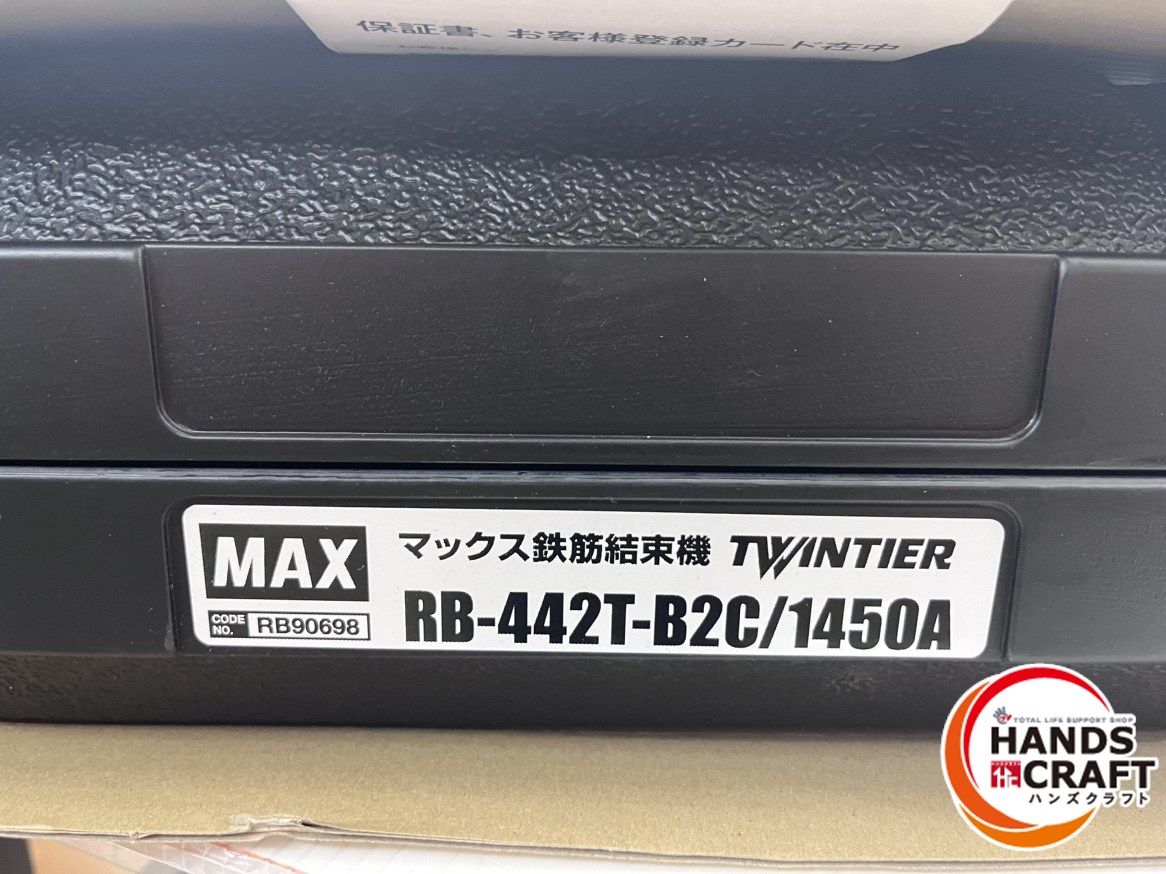 保証書、お客様登録カード在中
MAX
マックス鉄筋結束機 TWINTIER
CODE NO. RB90698
RB-442T-B2C/1450A
TOTAL LIFE SUPPORT SHOP
HANDS
CRAFT
ハンズクラフト